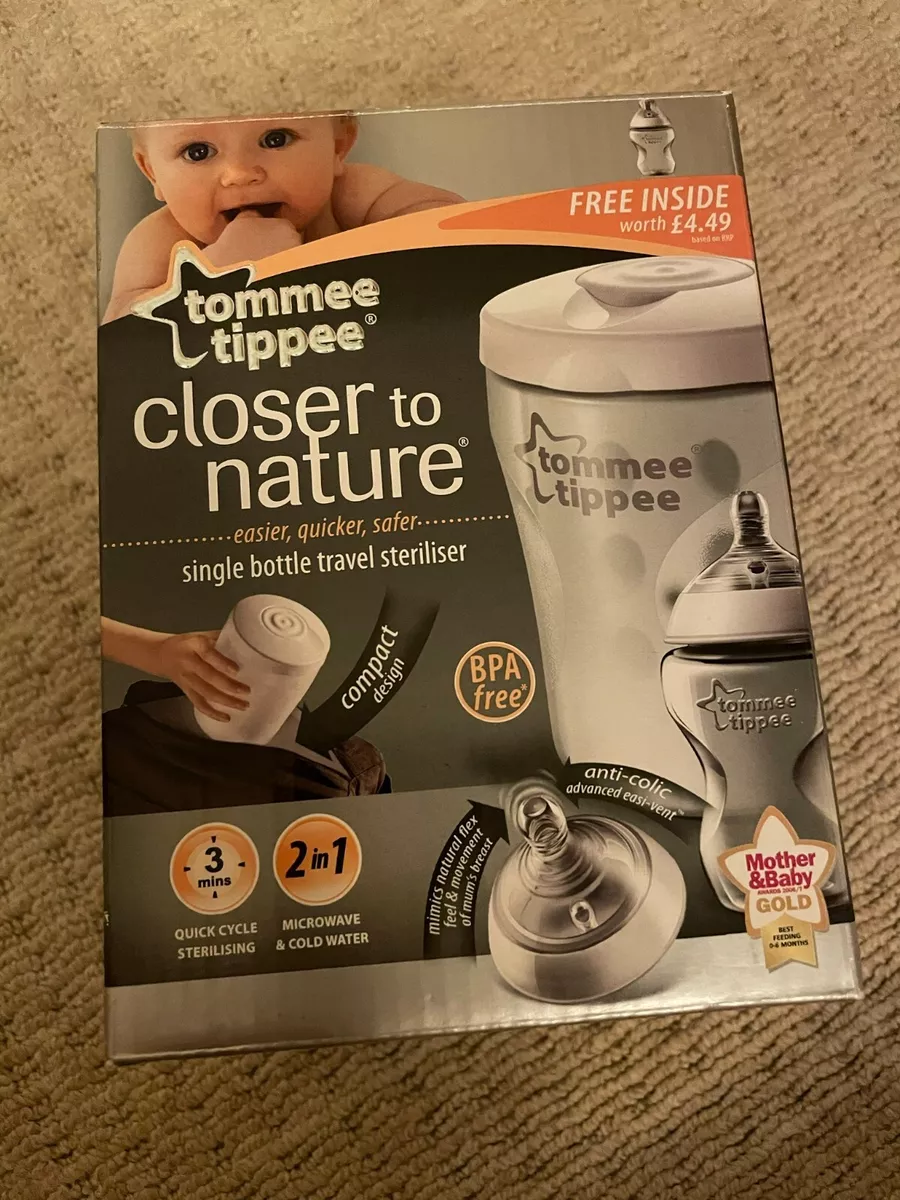 FREE INSIDE
worth £4.49
based on RRP
tommee
tippee®
closer to
nature®
easier, quicker, safer
single bottle travel steriliser
tommee®
tippee
compact
design
BPA
free*
tommee
tippee
anti-colic
advanced easi-vent™
mimics natural flex
feel & movement
of mum's breast
3
mins
QUICK CYCLE
STERILISING
2 in 1
MICROWAVE
& COLD WATER
Mother
&Baby
AWARDS
GOLD
BEST
FEEDING
0-6 MONTHS